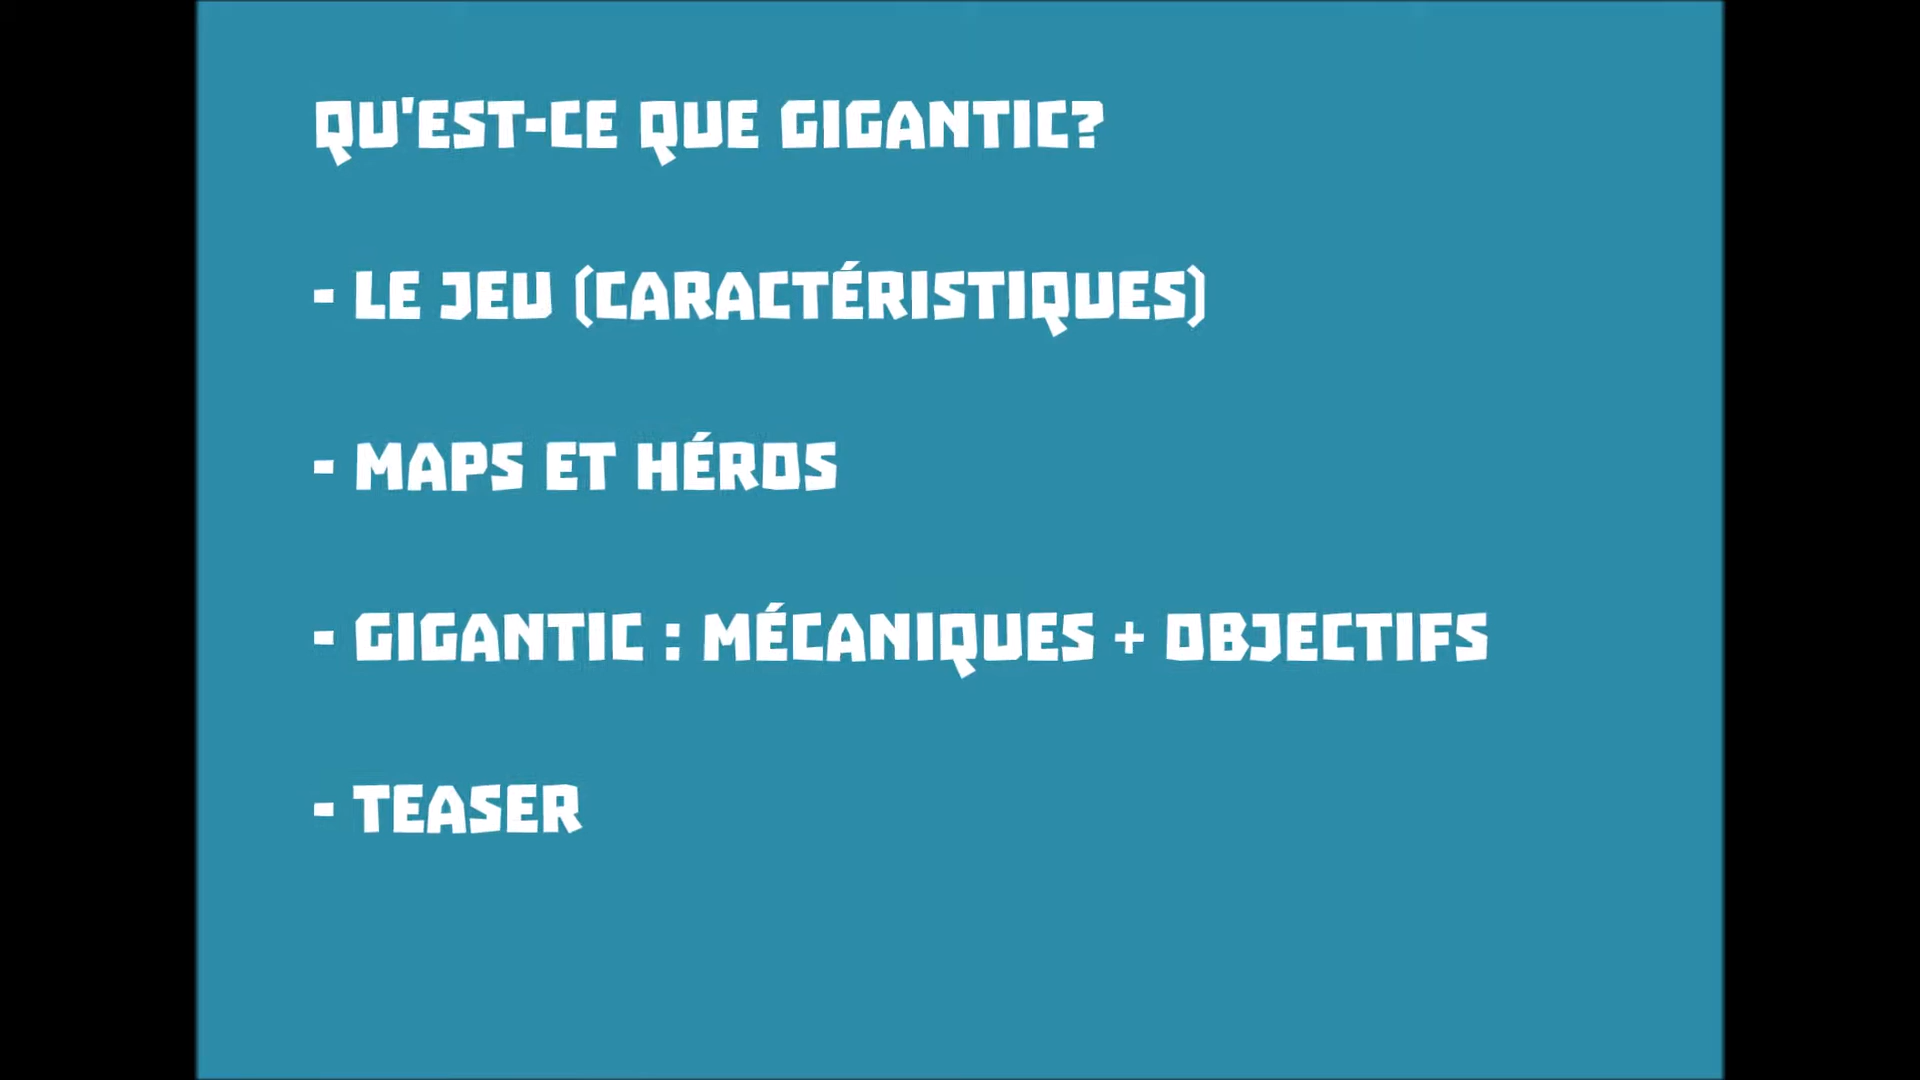 QU'EST-CE QUE GIGANTIC?
- LE JEU (CARACTÉRISTIQUES)
- MAPS ET HÉROS
- GIGANTIC : MÉCANIQUES + OBJECTIFS
- TEASER